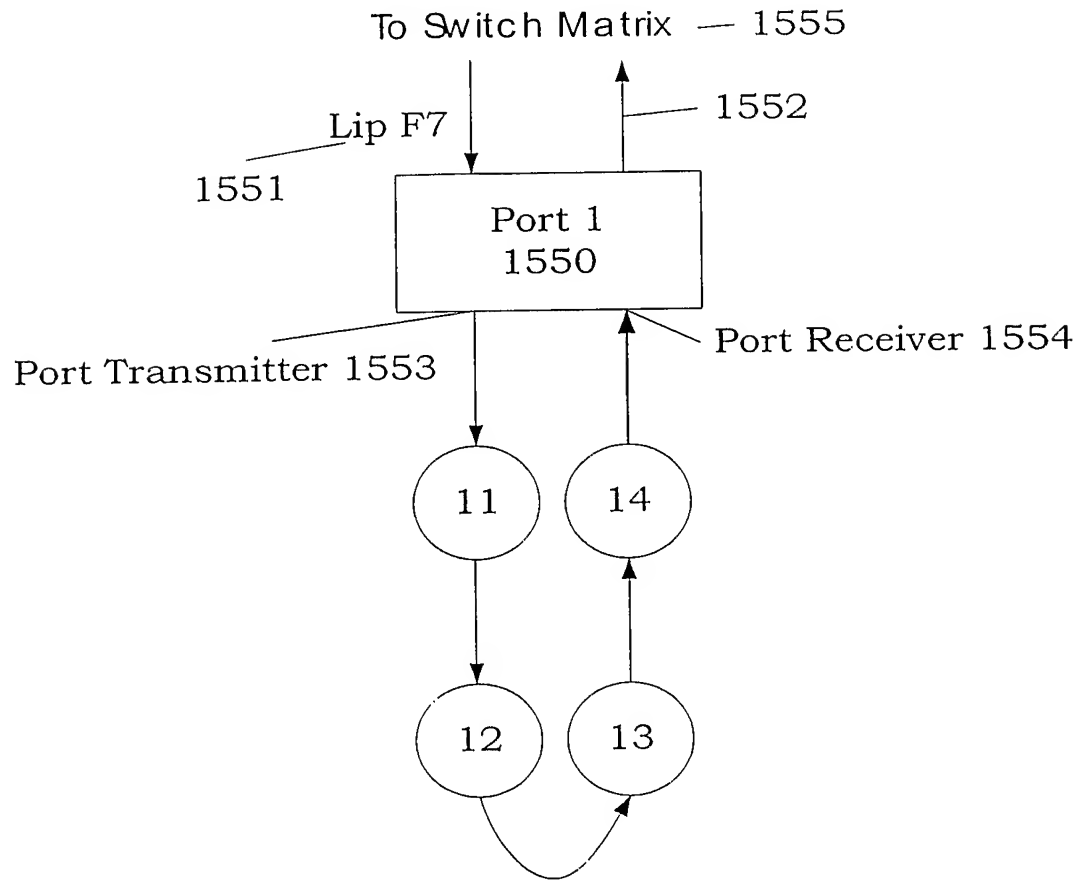 To Switch Matrix 1555
1552
Lip F7
1551
Port 1
1550
Port Receiver 1554
Port Transmitter 1553
11
14
12
13